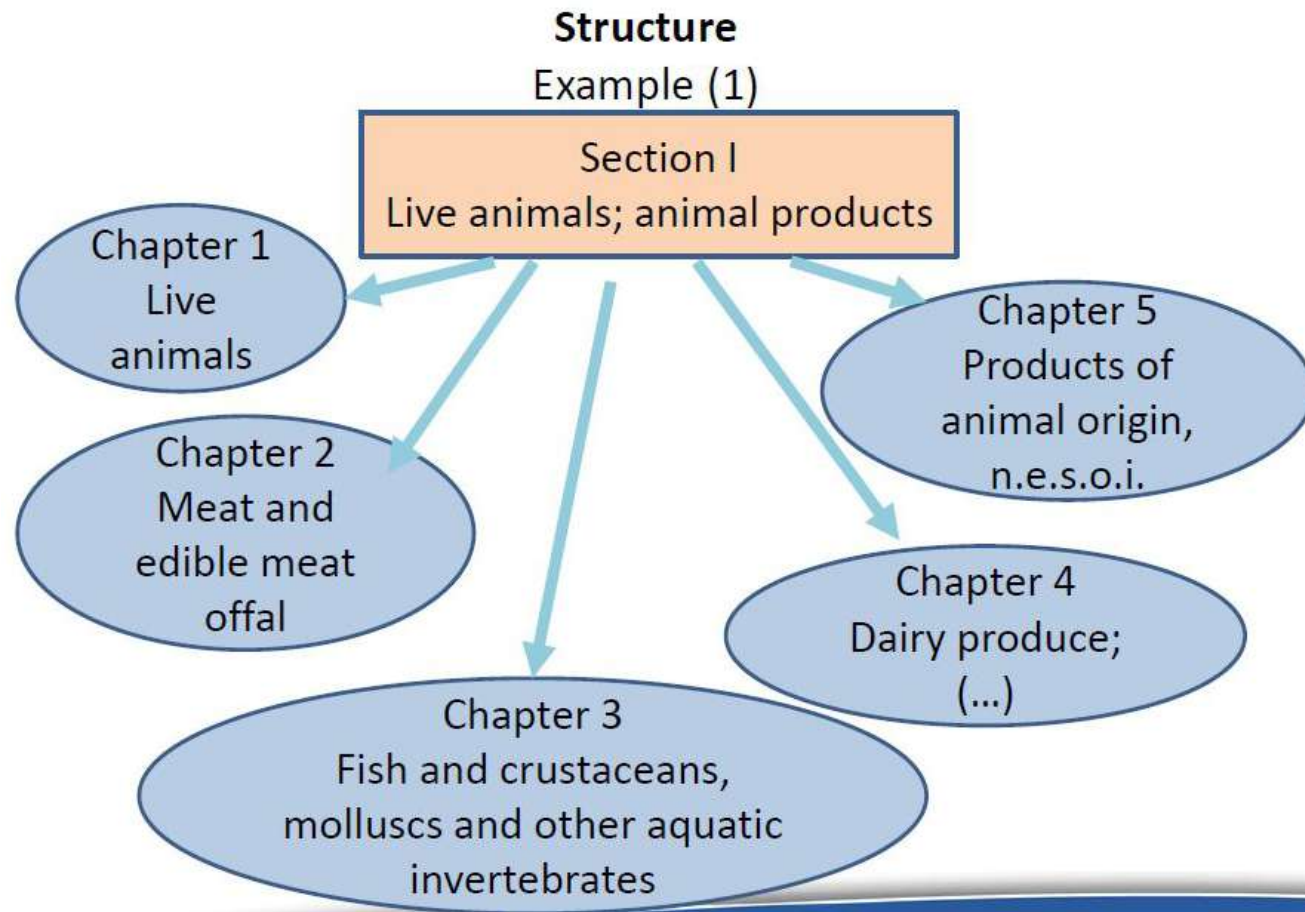 Structure
Example (1)
Section I
Live animals; animal products
Chapter 1
Live
animals
Chapter 2
Meat and
edible meat
offal
Chapter 3
Fish and crustaceans,
molluscs and other aquatic
invertebrates
Chapter 4
Dairy produce;
(...)
Chapter 5
Products of
animal origin,
n.e.s.o.i.